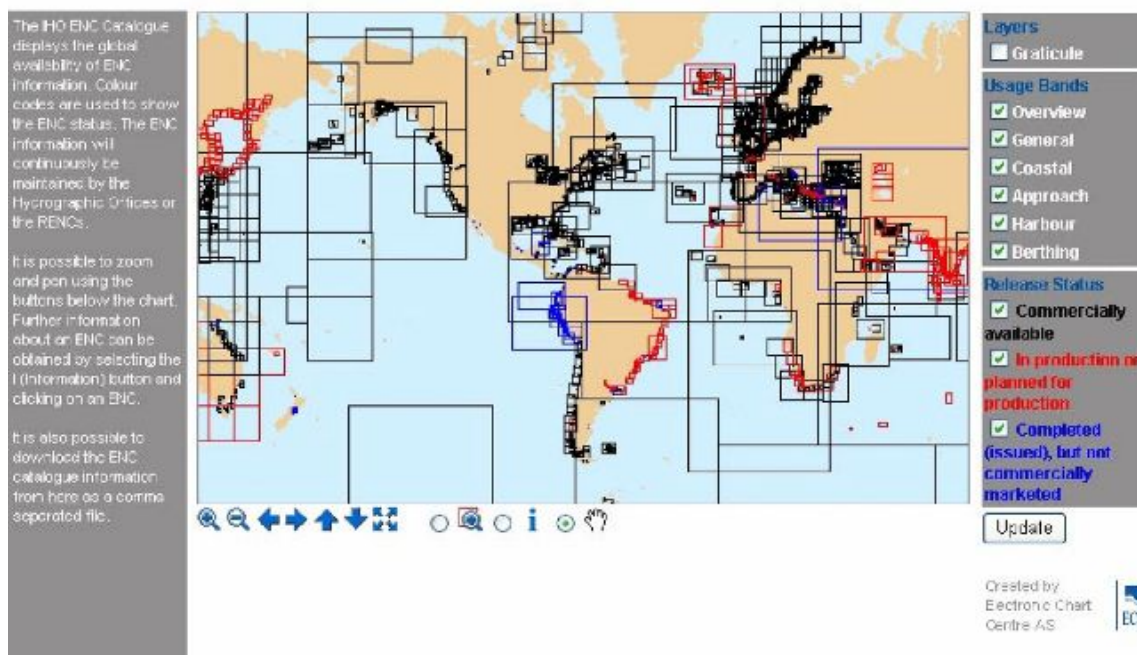 The IHO ENC Catalogue
displays the global
availability of ENC
information. Colour
codes are used to show
the ENC status. The ENC
information will
continuously be
maintained by the
Hydrographic Offices or
the RENCs.
It is possible to zoom
and pan using the
buttons below the chart.
Further information
about an ENC can be
obtained by selecting the
I (Information) button and
clicking on an ENC.
It is also possible to
download the ENC
catalogue information
from here as a comma
seperated file.
Layers
Graticule
Usage Bands
Overview
General
Coastal
Approach
Harbour
Berthing
Release Status
Commercially
available
In production or
planned for
production
Completed
(issued), but not
commercially
marketed
Update
Created by
Electronic Chart
Centre AS